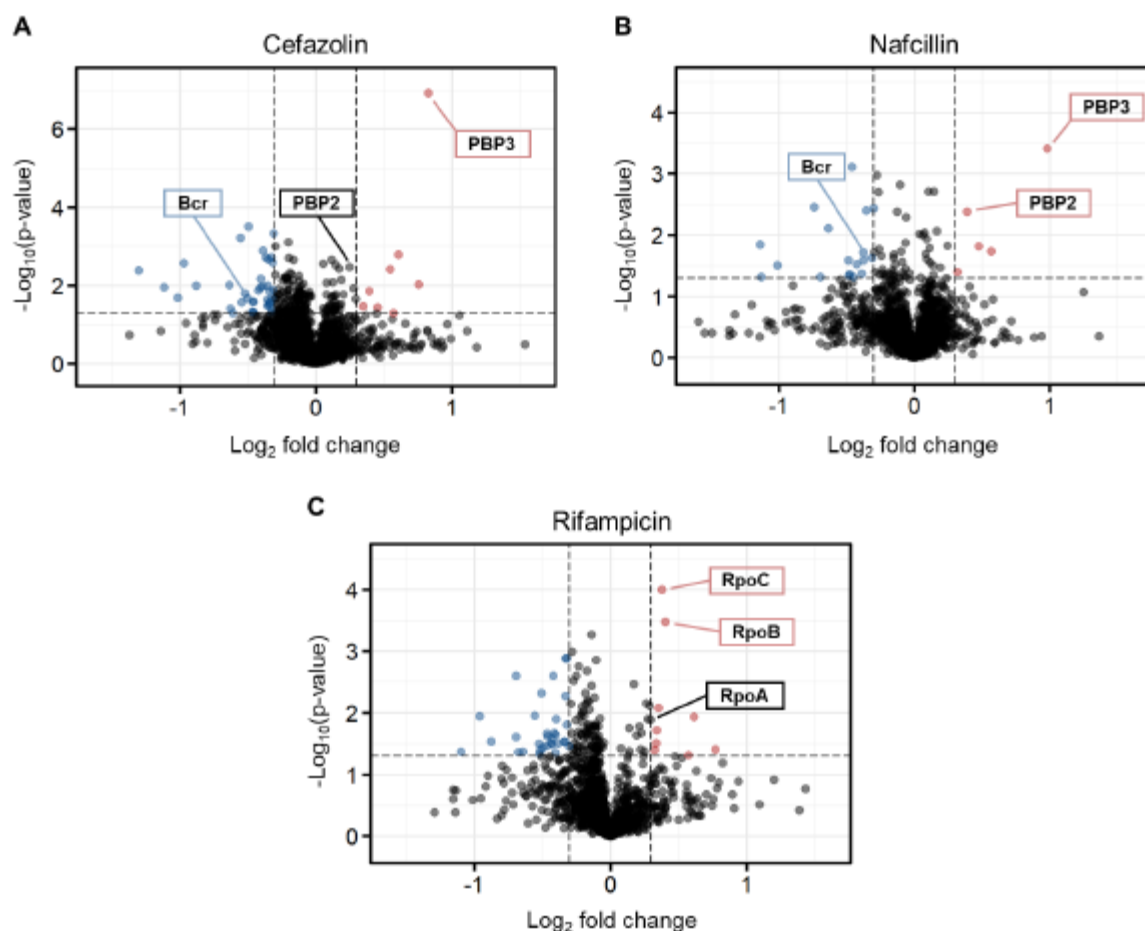 A
Cefazolin
6
4
2
0
-Log₁₀(p-value)
PBP3
Bcr
PBP2
-1
0
1
Log₂ fold change
B
Nafcillin
4
3
2
1
0
-Log₁₀(p-value)
PBP3
Bcr
PBP2
-1
0
1
Log₂ fold change
C
Rifampicin
4
3
2
1
0
-Log₁₀(p-value)
RpoC
RpoB
RpoA
-1
0
1
Log₂ fold change